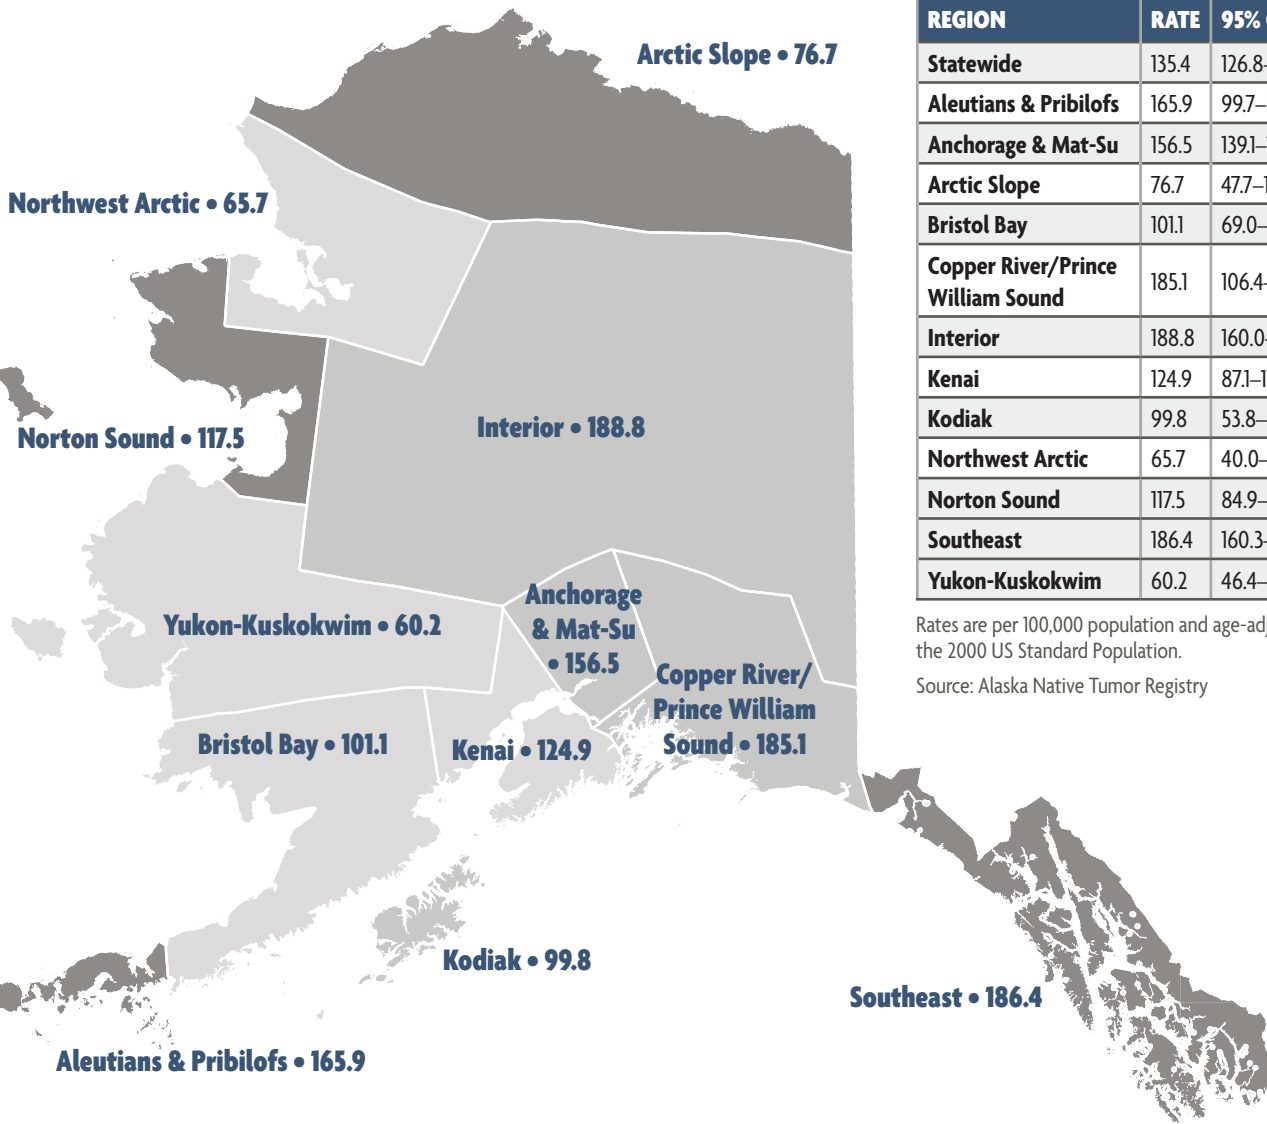 Arctic Slope • 76.7
Northwest Arctic • 65.7
Norton Sound • 117.5
Interior • 188.8
Anchorage
& Mat-Su
• 156.5
Yukon-Kuskokwim • 60.2
Copper River/
Prince William
Sound • 185.1
Bristol Bay • 101.1
Kenai • 124.9
Kodiak • 99.8
Southeast • 186.4
Aleutians & Pribilofs • 165.9
REGION RATE 95%
Statewide 135.4 126.8–
Aleutians & Pribilofs 165.9 99.7–
Anchorage & Mat-Su 156.5 139.1–
Arctic Slope 76.7 47.7–1
Bristol Bay 101.1 69.0–
Copper River/Prince
William Sound 185.1 106.4–
Interior 188.8 160.0–
Kenai 124.9 87.1–1
Kodiak 99.8 53.8–
Northwest Arctic 65.7 40.0–
Norton Sound 117.5 84.9–
Southeast 186.4 160.3–
Yukon-Kuskokwim 60.2 46.4–
Rates are per 100,000 population and age-adj
the 2000 US Standard Population.
Source: Alaska Native Tumor Registry